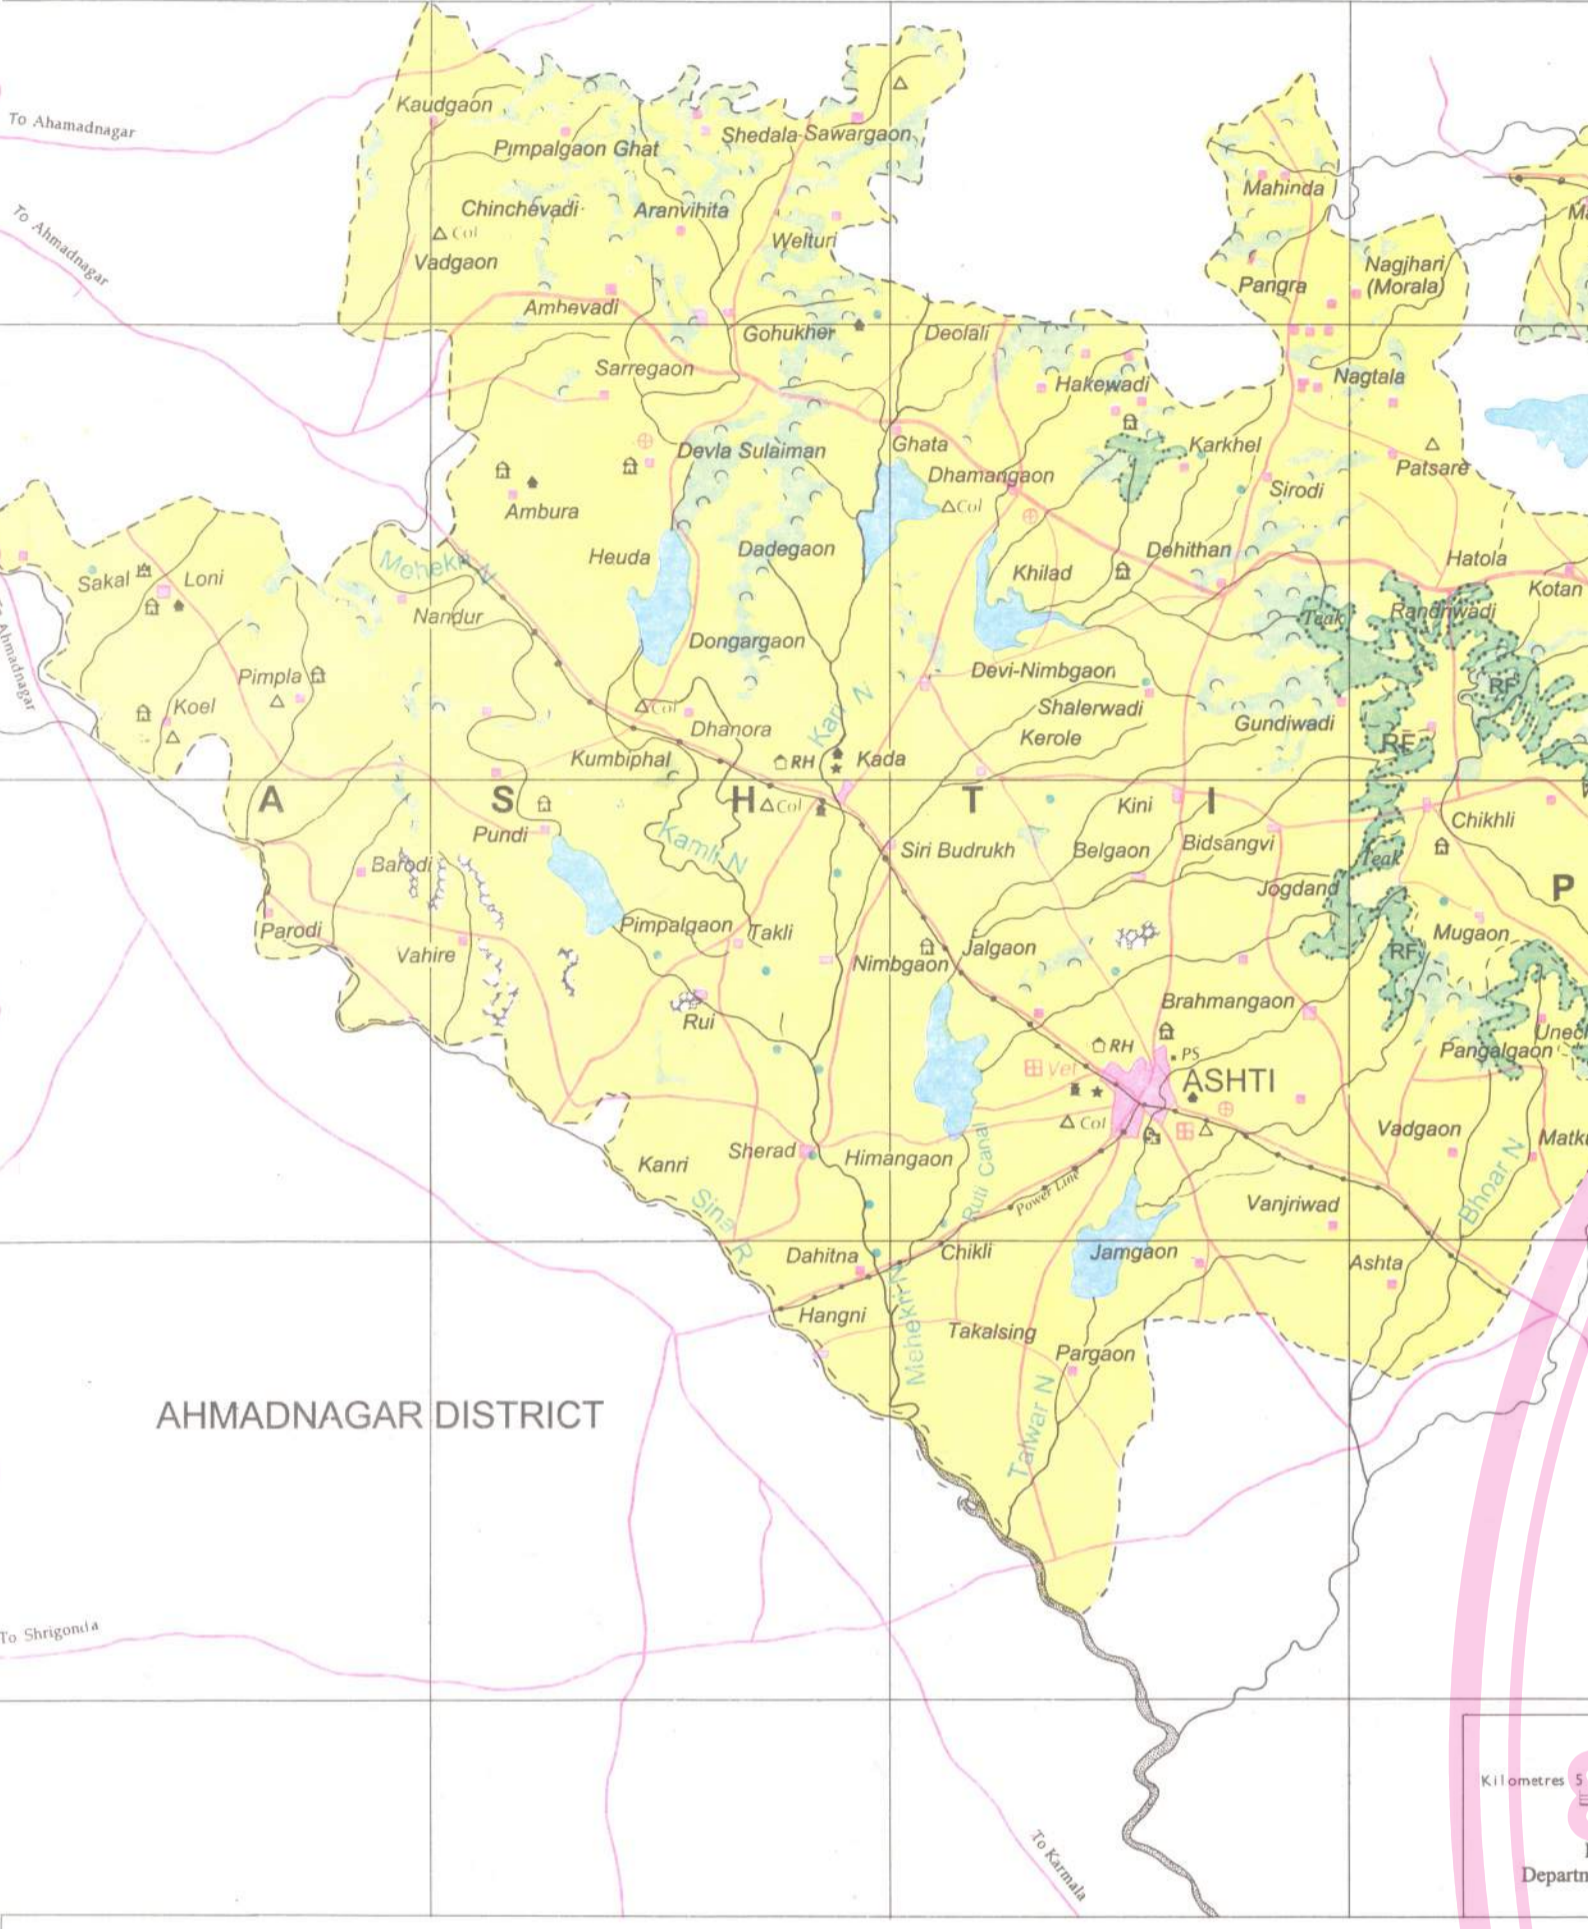 To Ahamadnagar
Kaudgaon
Pimpalgaon Ghat
Shedala
Sawargaon
Mahinda
Chinchevadi
Aranvihita
To Ahmadnagar
Col
Vadgaon
Welturi
Pangra
Nagjhari
(Morala)
Ambevadi
Gohukher
Deolali
Sarregaon
Hakewadi
Nagtala
Devla Sulaiman
Ghata
Karkhel
Dhamangaon
Col
Patsare
Sirodi
Ambura
Heuda
Dadegaon
Dehithan
Hatola
Khilad
Kotan
Sakal
Loni
Mehekri N
Nandur
Teak
Randhwadi
Dongargaon
Devi-Nimbgaon
Pimpla
RF
Koel
Col
Dhanora
Kari N
Shalerwadi
Gundiwadi
Kerole
RF
Kumbiphal
RH
Kada
A S H T I
Col
Kini
Chikhli
Pundi
Kamli N
Siri Budrukh
Belgaon
Bidsangvi
Teak
Barodi
Jogdand
P
Parodi
Pimpalgaon
Takli
Mugaon
Vahire
Nimbgaon
Jalgaon
RF
Rui
Brahmangaon
RH
PS
Pangalgaon
Vet
ASHTI
Col
Vadgaon
Kanri
Sherad
Himangaon
Ruti Canal
Power Line
Bhoar N
Sina R
Vanjriwad
Dahitna
Chikli
Jamgaon
Ashta
Hangni
Mehekri N
Takalsing
Pargaon
Talwar N
AHMADNAGAR DISTRICT
To Shrigonda
To Karmala
Kilometres 5